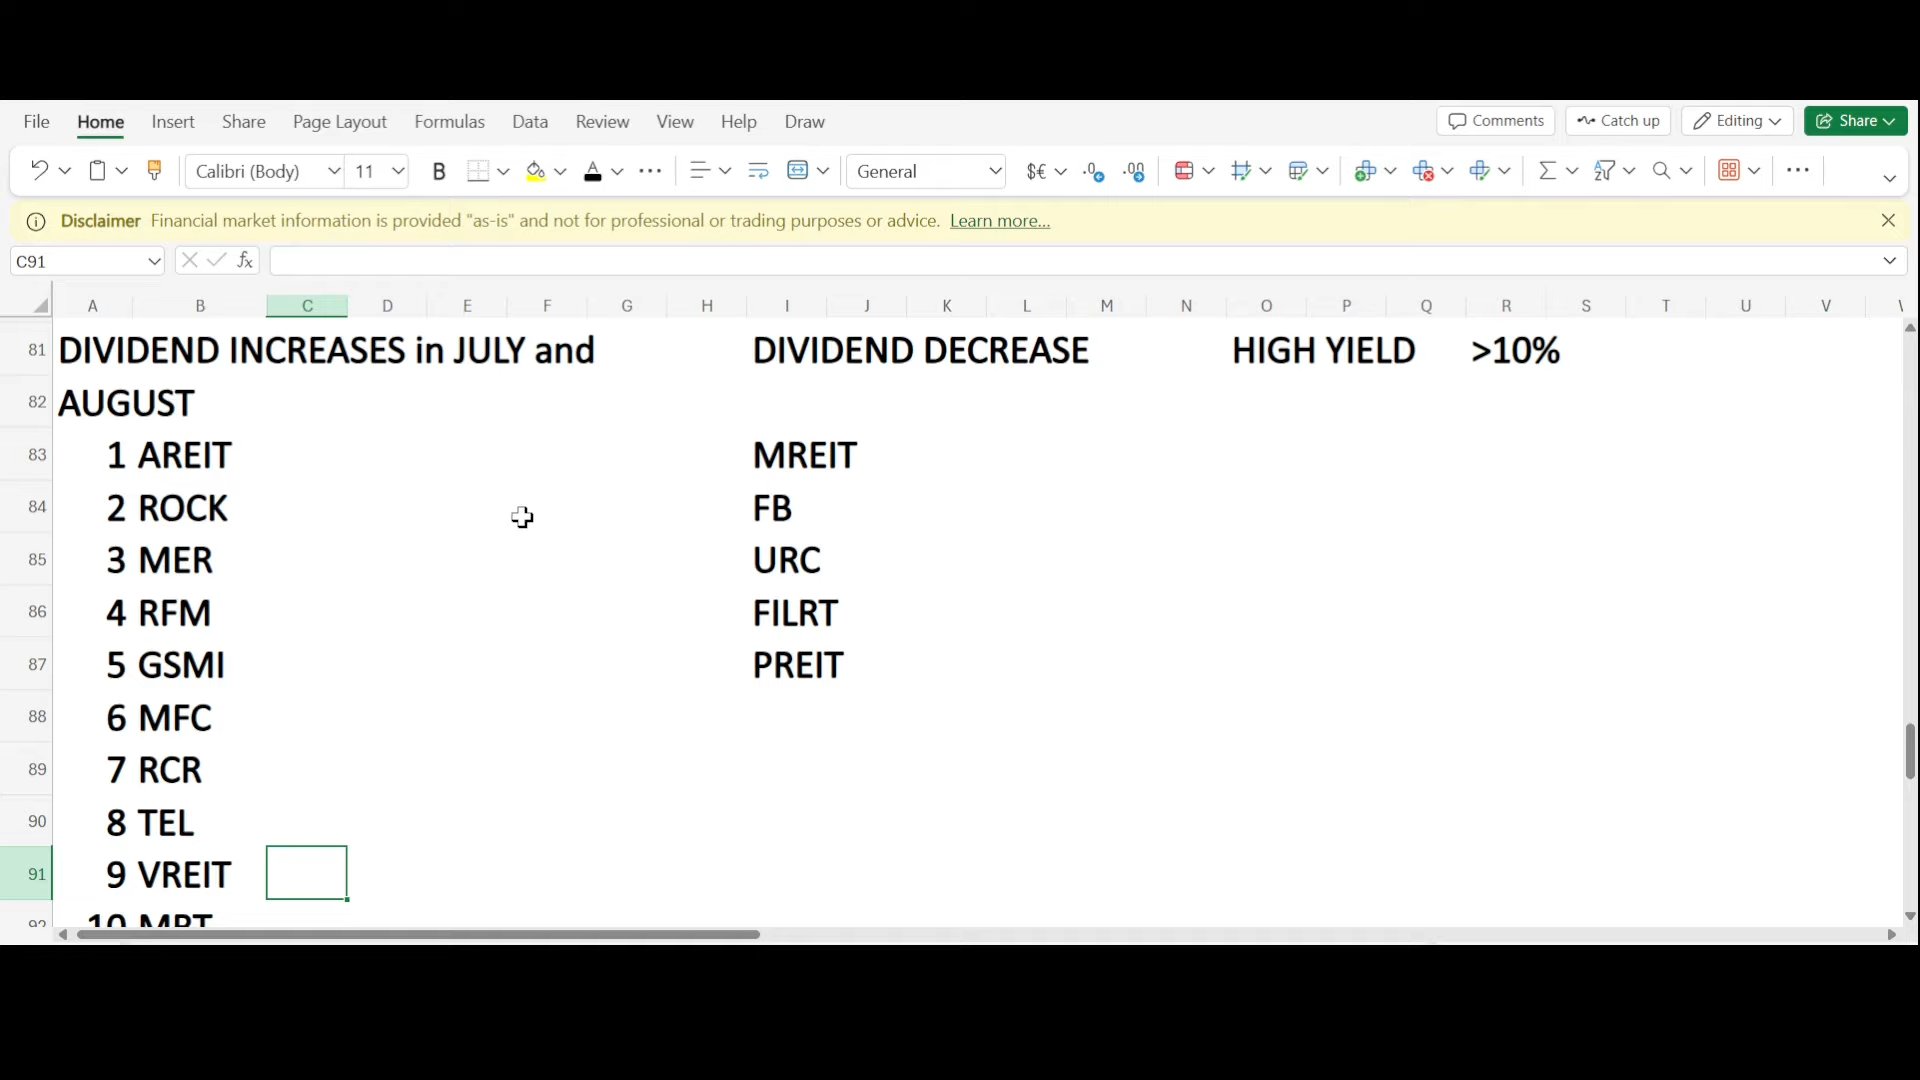 File Home Insert Share Page Layout Formulas Data Review View Help Draw Comments Catch up Editing Share
Calibri (Body) 11 B A ... $€ General
Disclaimer Financial market information is provided "as-is" and not for professional or trading purposes or advice. Learn more...
C91 fx
A B C D E F G H I J K L M N O P Q R S T U V
81 DIVIDEND INCREASES in JULY and DIVIDEND DECREASE HIGH YIELD >10%
82 AUGUST
83 1 AREIT MREIT
84 2 ROCK FB
85 3 MER URC
86 4 RFM FILRT
87 5 GSMI PREIT
88 6 MFC
89 7 RCR
90 8 TEL
91 9 VREIT
92 10